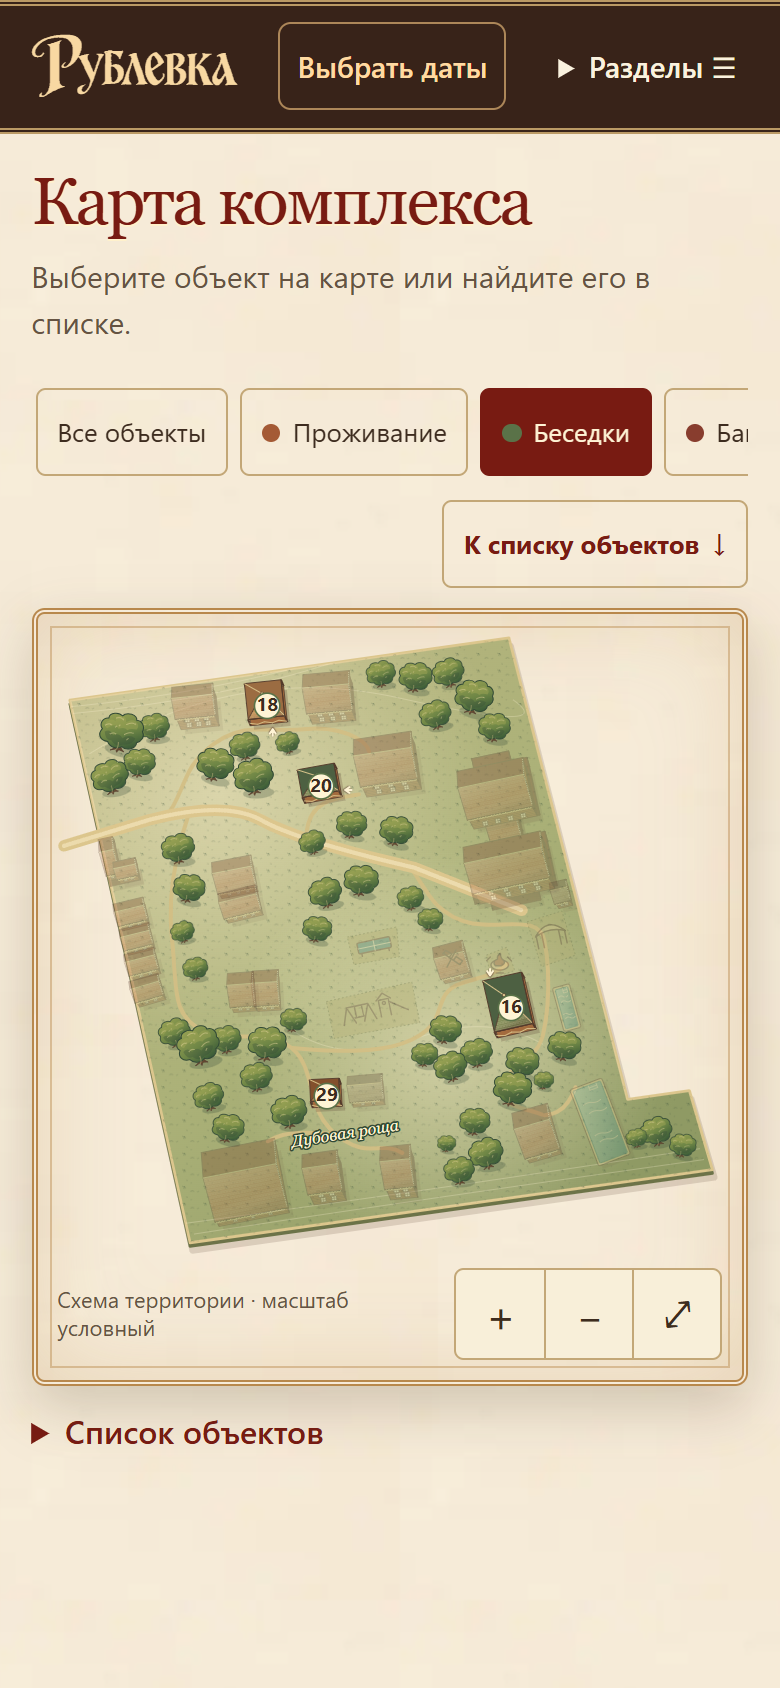 Рублевка
Выбрать даты
▶ Разделы ☰
Карта комплекса
Выберите объект на карте или найдите его в
списке.
Все объекты
Проживание
Беседки
К списку объектов ↓
18
20
16
29
Дубовая роща
Схема территории · масштаб
условный
+
−
⤢
▶ Список объектов